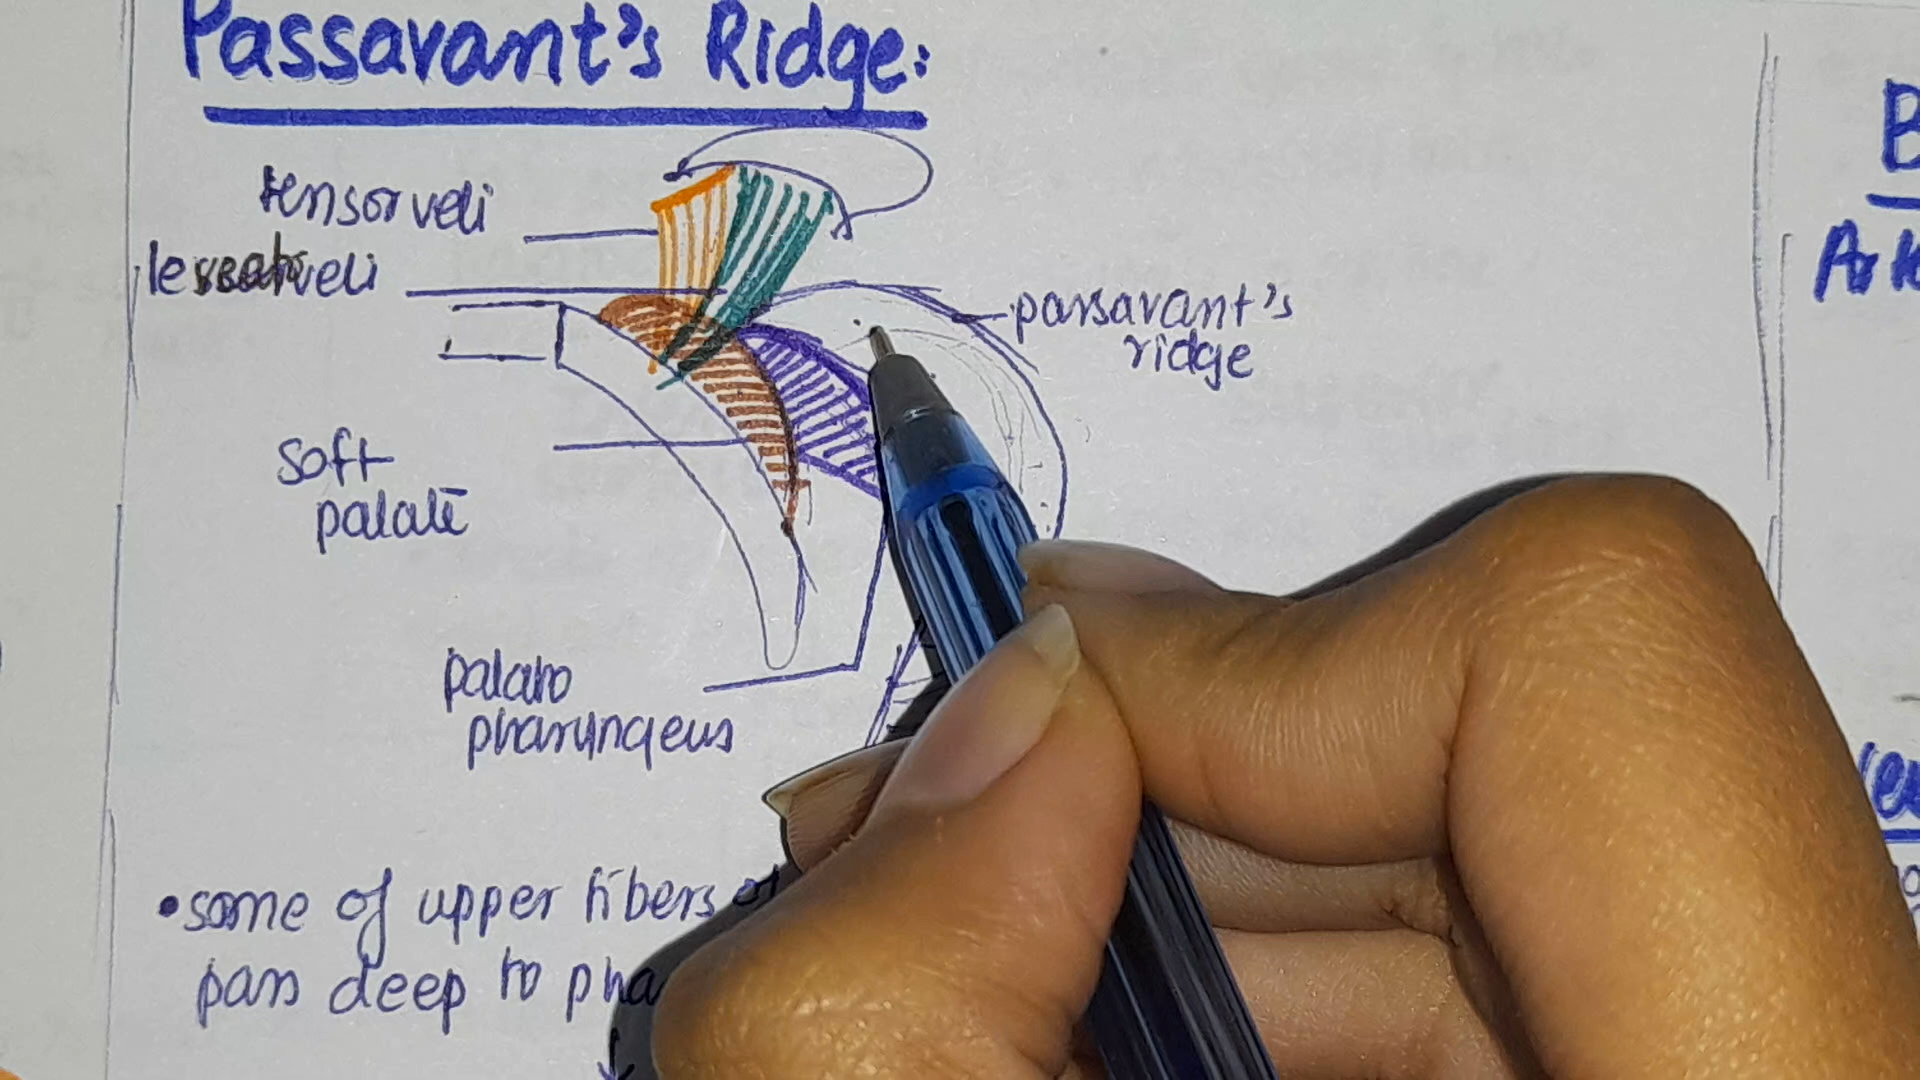 Passavant's Ridge:
tensor veli
levator veli
passavant's
ridge
soft
palate
palato
pharyngeus
• some of upper fibers of
pass deep to pha
B